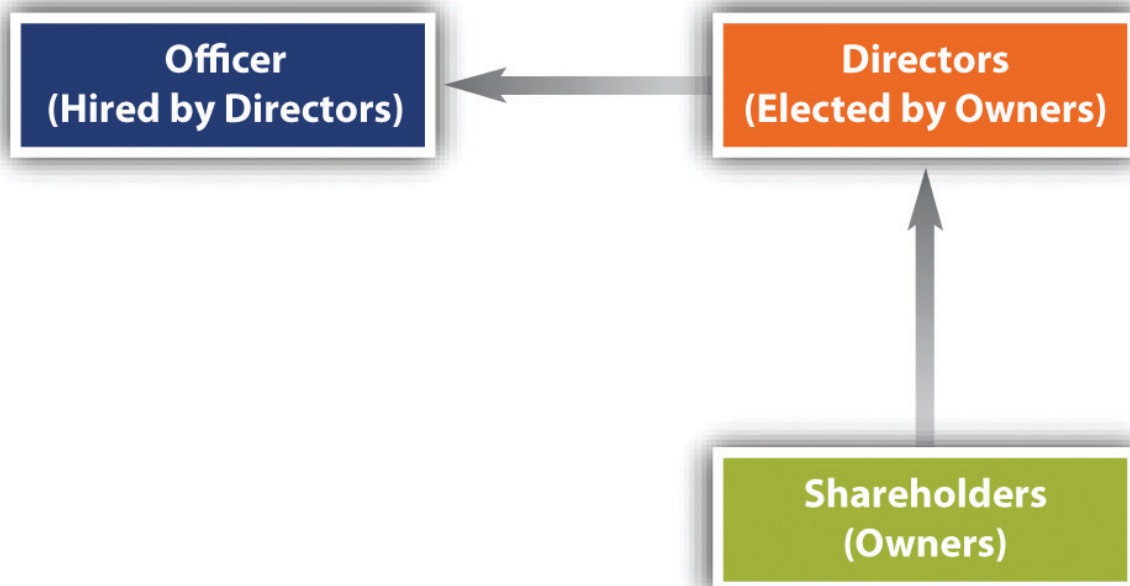 Officer
(Hired by Directors)
Directors
(Elected by Owners)
Shareholders
(Owners)